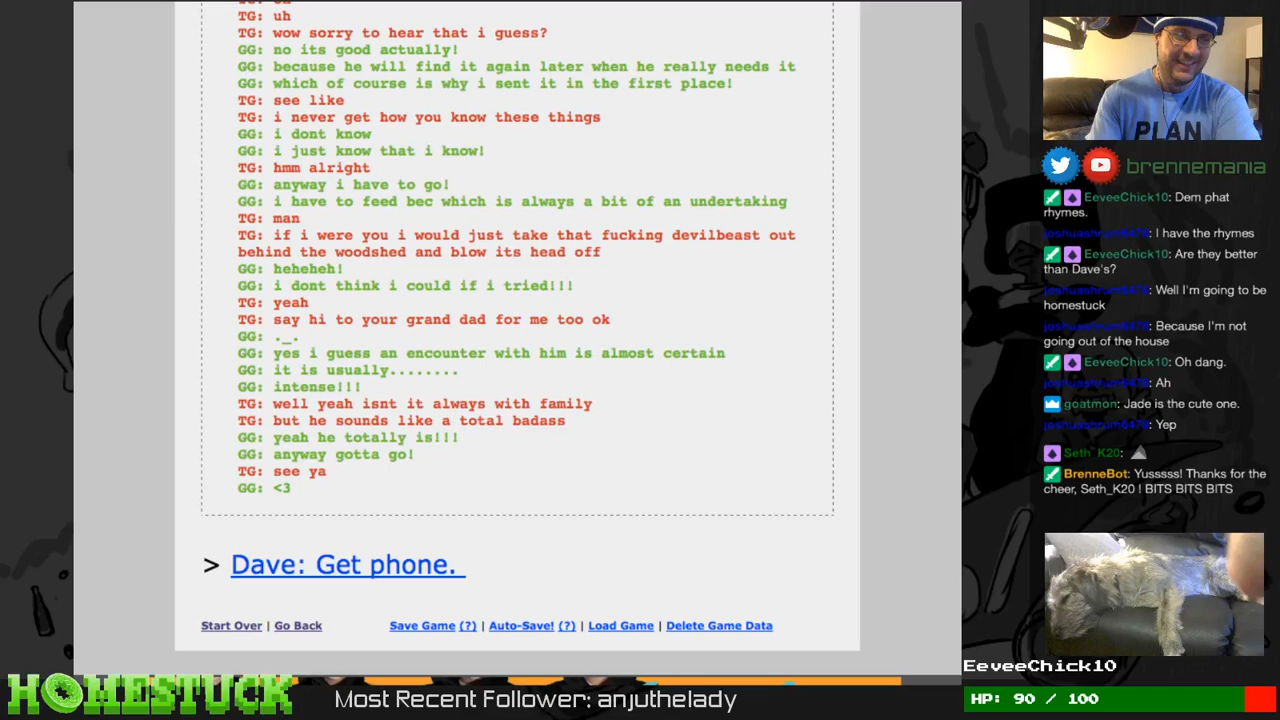 TG: uh
TG: wow sorry to hear that i guess?
GG: no its good actually!
GG: because he will find it again later when he really needs it
GG: which of course is why i sent it in the first place!
TG: see like
TG: i never get how you know these things
GG: i dont know
GG: i just know that i know!
TG: hmm alright
GG: anyway i have to go!
GG: i have to feed bec which is always a bit of an undertaking
TG: man
TG: if i were you i would just take that fucking devilbeast out
behind the woodshed and blow its head off
GG: heheheh!
GG: i dont think i could if i tried!!!
TG: yeah
TG: say hi to your grand dad for me too ok
GG: ._.
GG: yes i guess an encounter with him is almost certain
GG: it is usually........
GG: intense!!!
TG: well yeah isnt it always with family
TG: but he sounds like a total badass
GG: yeah he totally is!!!
GG: anyway gotta go!
TG: see ya
GG: <3
> Dave: Get phone.
Start Over | Go Back Save Game (?) | Auto-Save! (?) | Load Game | Delete Game Data
HOMESTUCK Most Recent Follower: anjuthelady
PLAN
brennemania
EeveeChick10: Dem phat
rhymes.
joshuashrum6478: I have the rhymes
EeveeChick10: Are they better
than Dave's?
joshuashrum6478: Well I'm going to be
homestuck
joshuashrum6478: Because I'm not
going out of the house
EeveeChick10: Oh dang.
joshuashrum6478: Ah
goatmon: Jade is the cute one.
joshuashrum6478: Yep
Seth_K20:
BrenneBot: Yusssss! Thanks for the
cheer, Seth_K20 ! BITS BITS BITS
EeveeChick10
HP: 90 / 100